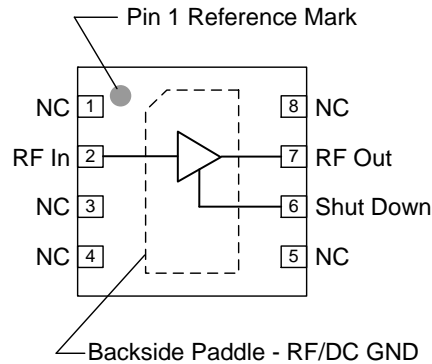 Pin 1 Reference Mark
NC 1 8 NC
RF In 2 7 RF Out
NC 3 6 Shut Down
NC 4 5 NC
Backside Paddle - RF/DC GND